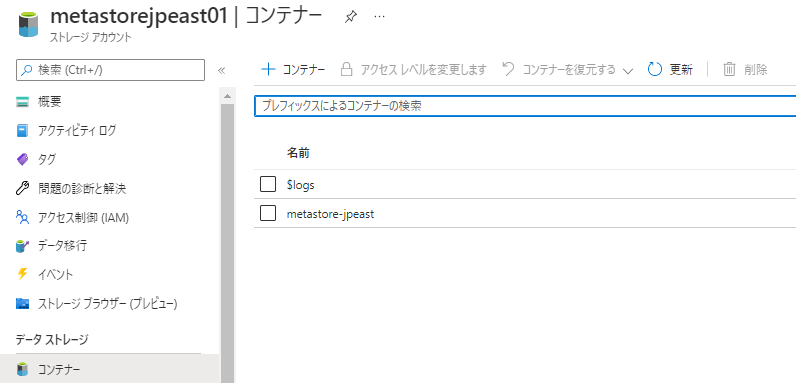 metastorejpeast01 | コンテナー
ストレージ アカウント
検索 (Ctrl+/)
概要
アクティビティ ログ
タグ
問題の診断と解決
アクセス制御 (IAM)
データ移行
イベント
ストレージ ブラウザー (プレビュー)
データ ストレージ
コンテナー
+ コンテナー アクセス レベルを変更します コンテナーを復元する 更新 削除
プレフィックスによるコンテナーの検索
名前
$logs
metastore-jpeast